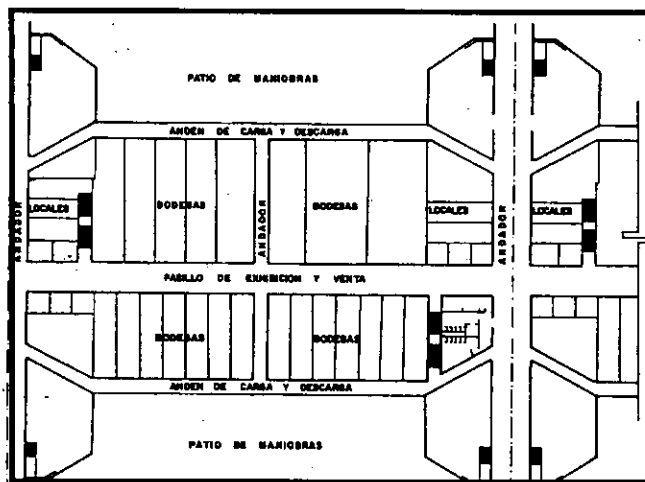 PATIO DE MANIOBRAS
ANDEN DE CARGA Y DESCARGA
LOCALES
BODEGAS
ANDADOR
BODEGAS
LOCALES
LOCALES
ANDADOR
ANDADOR
PASILLO DE EXHIBICION Y VENTA
BODEGAS
BODEGAS
ANDEN DE CARGA Y DESCARGA
PATIO DE MANIOBRAS